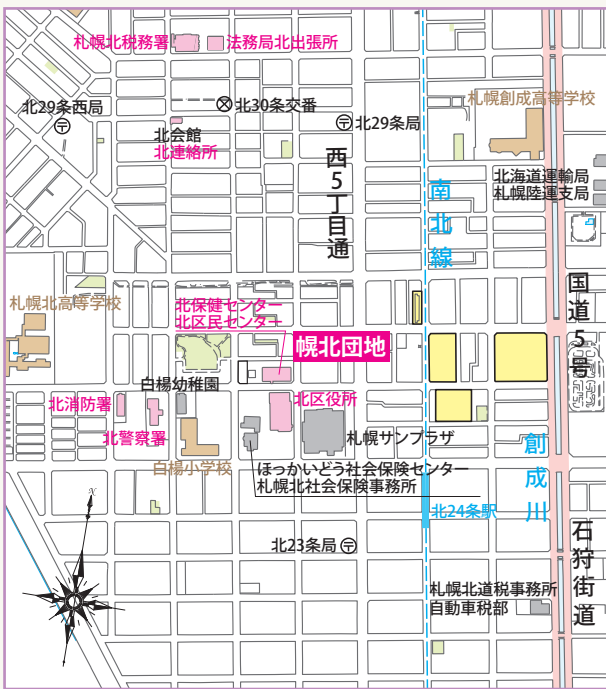 札幌北税務署
法務局北出張所
北29条西局
北30条交番
北会館
北連絡所
北29条局
札幌創成高等学校
西5丁目通
南北線
北海道運輸局
札幌陸運支局
国道5号
札幌北高等学校
北保健センター
北区民センター
幌北団地
白楊幼稚園
北消防署
北警察署
北区役所
札幌サンプラザ
白楊小学校
ほっかいどう社会保険センター
札幌北社会保険事務所
創成川
北24条駅
石狩街道
北23条局
札幌北道税事務所
自動車税部
N